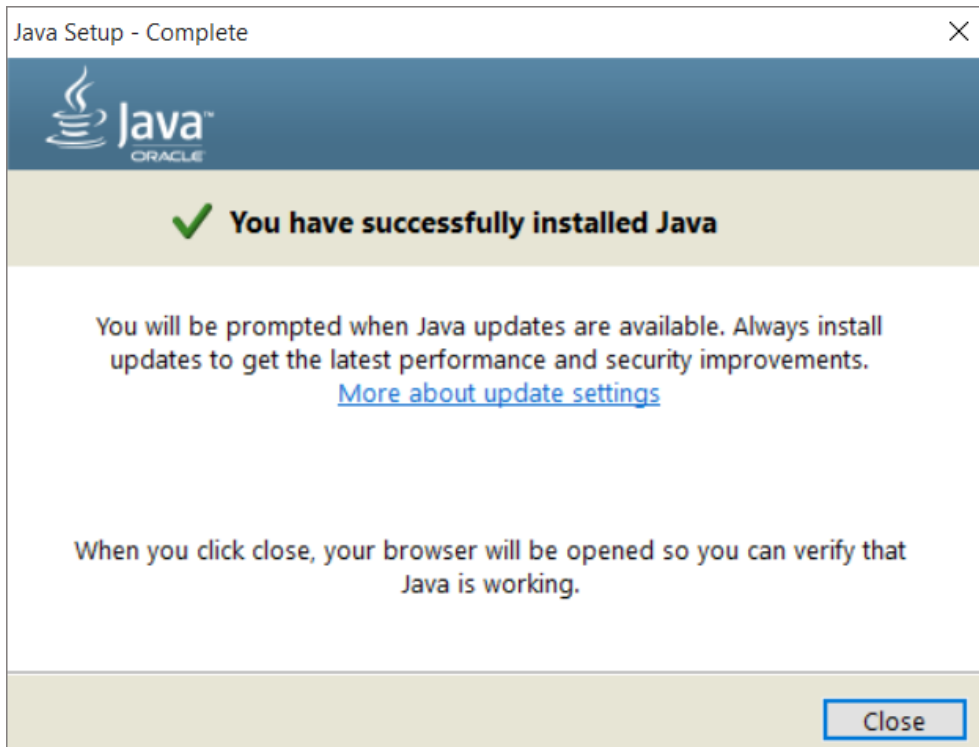 Java Setup - Complete
Java™
ORACLE
You have successfully installed Java
You will be prompted when Java updates are available. Always install
updates to get the latest performance and security improvements.
More about update settings
When you click close, your browser will be opened so you can verify that
Java is working.
Close